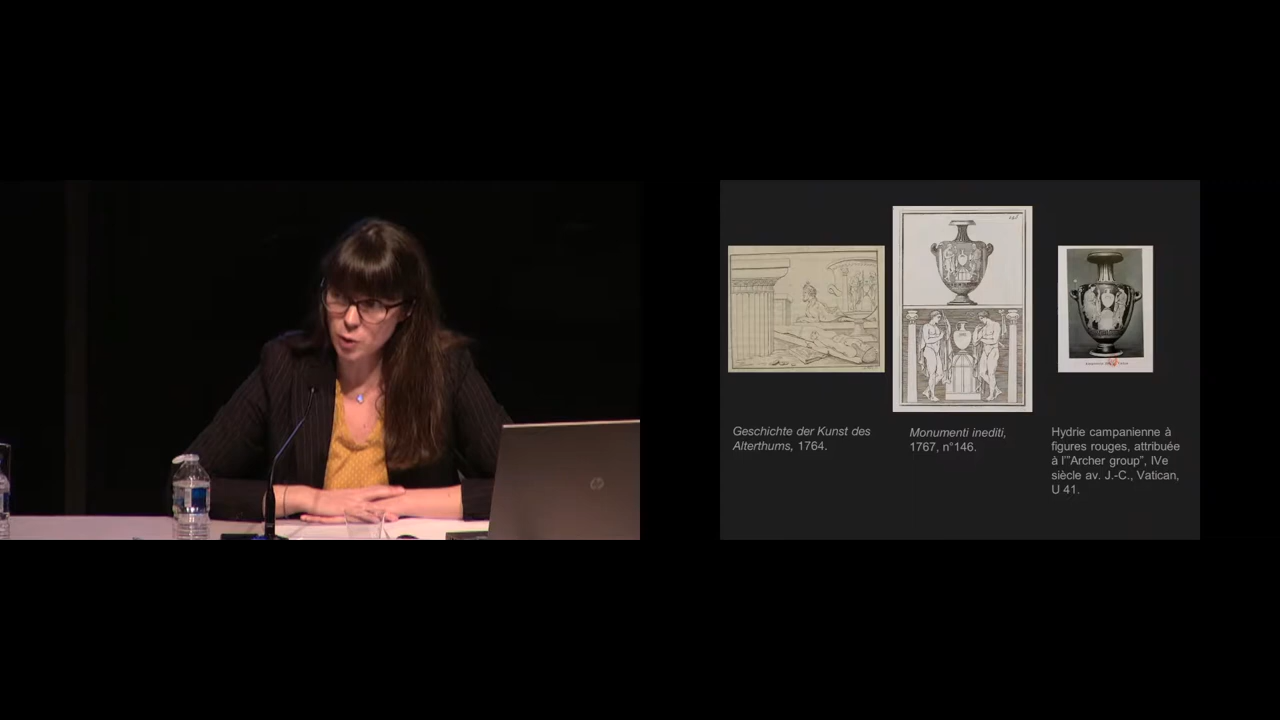 Geschichte der Kunst des
Alterthums, 1764.
Monumenti inediti,
1767, n°146.
Hydrie campanienne à
figures rouges, attribuée
à l'"Archer group", IVe
siècle av. J.-C., Vatican,
U 41.
hp